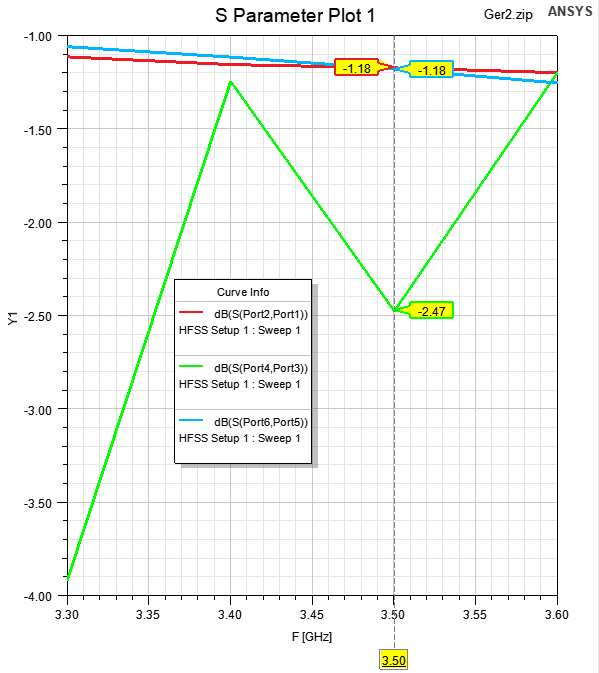 S Parameter Plot 1
Ger2.zip
ANSYS
-1.00
-1.50
-2.00
-2.50
-3.00
-3.50
-4.00
Y1
-1.18
-1.18
-2.47
Curve Info
dB(S(Port2,Port1))
HFSS Setup 1 : Sweep 1
dB(S(Port4,Port3))
HFSS Setup 1 : Sweep 1
dB(S(Port6,Port5))
HFSS Setup 1 : Sweep 1
3.30 3.35 3.40 3.45 3.50 3.55 3.60
F [GHz]
3.50